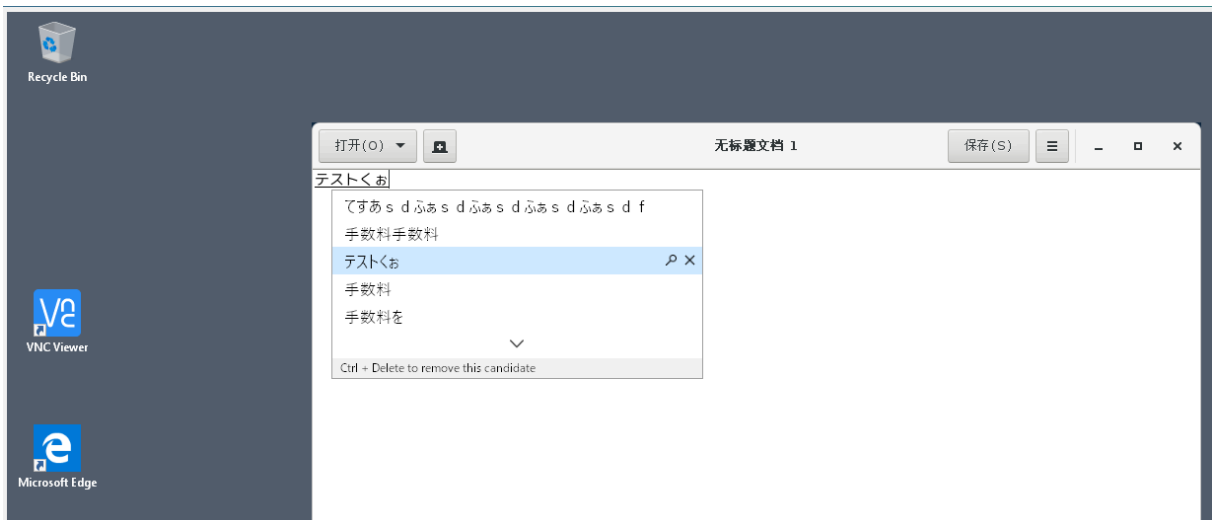 Recycle Bin
打开(O)
无标题文档 1
保存(S)
テストくぉ
てすあｓｄふぁｓｄふぁｓｄふぁｓｄふぁｓｄｆ
手数料手数料
テストくぉ
手数料
手数料を
Ctrl + Delete to remove this candidate
VNC Viewer
Microsoft Edge